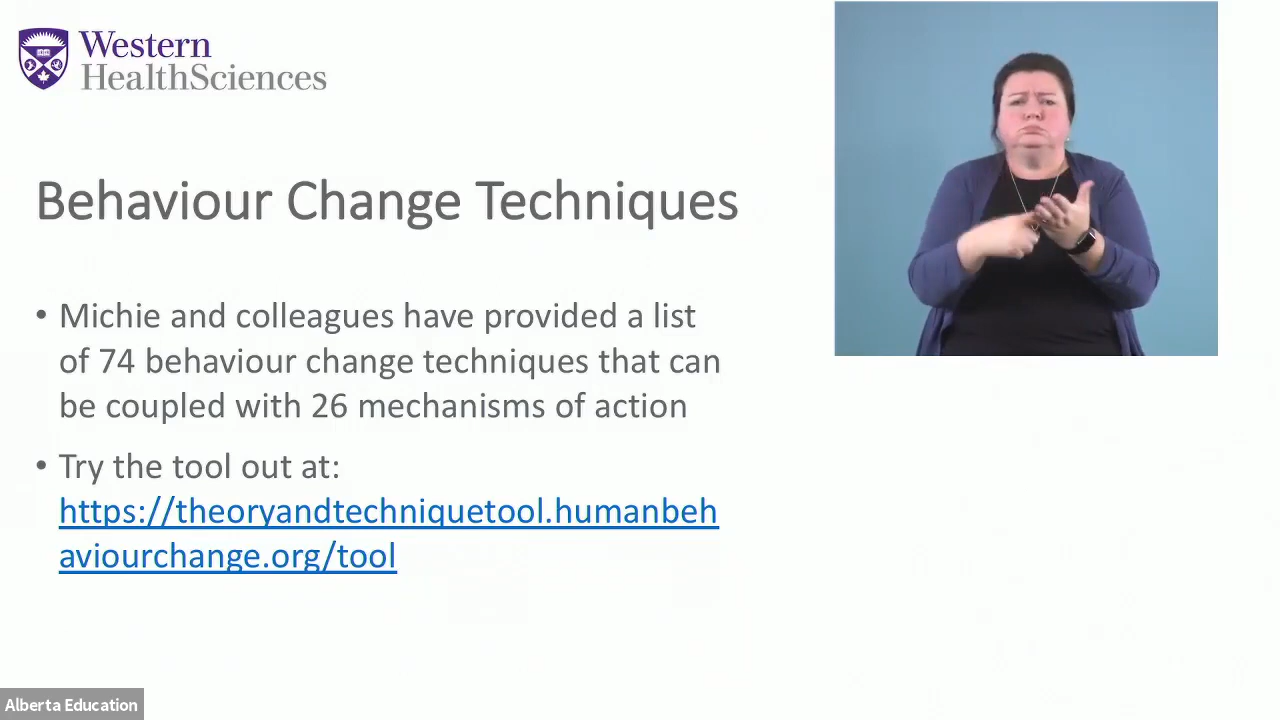 Western
HealthSciences
Behaviour Change Techniques
• Michie and colleagues have provided a list
of 74 behaviour change techniques that can
be coupled with 26 mechanisms of action
• Try the tool out at:
https://theoryandtechniquetool.humanbeh
aviourchange.org/tool
Alberta Education